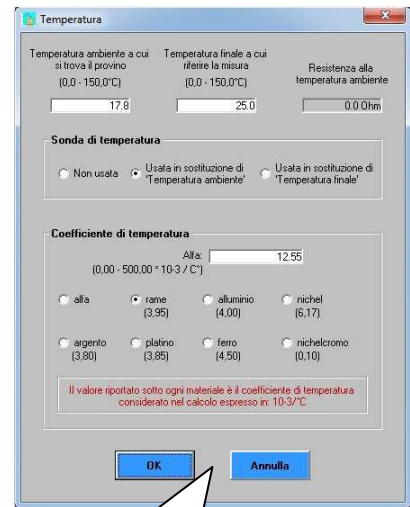 Temperatura
Temperatura ambiente a cui
si trova il provino
(0,0 - 150,0°C)
17.8
Temperatura finale a cui
riferire la misura
(0,0 - 150,0°C)
25.0
Resistenza alla
temperatura ambiente
0.0 Ohm
Sonda di temperatura
Non usata
Usata in sostituzione di
'Temperatura ambiente'
Usata in sostituzione di
'Temperatura finale'
Coefficiente di temperatura
Alfa: 12.55
(0,00 - 500,00 * 10-3 / C°)
alfa
rame
(3,95)
alluminio
(4,00)
nichel
(6,17)
argento
(3,80)
platino
(3,85)
ferro
(4,50)
nichelcromo
(0,10)
Il valore riportato sotto ogni materiale è il coefficiente di temperatura
considerato nel calcolo espresso in: 10-3/°C
OK
Annulla